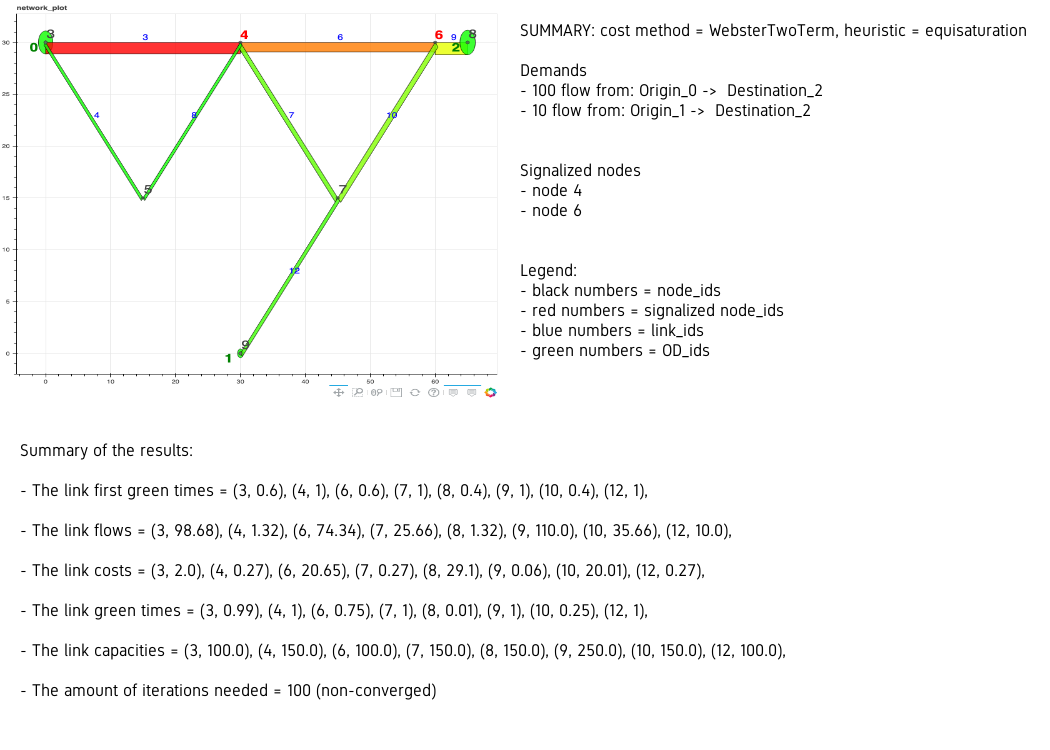 network_plot
3
0
3
4
6
6
9
2
8
4
8
7
10
5
7
12
9
1
30
25
20
15
10
5
0
0
10
20
30
40
50
60
SUMMARY: cost method = WebsterTwoTerm, heuristic = equisaturation
Demands
- 100 flow from: Origin_0 -> Destination_2
- 10 flow from: Origin_1 -> Destination_2
Signalized nodes
- node 4
- node 6
Legend:
- black numbers = node_ids
- red numbers = signalized node_ids
- blue numbers = link_ids
- green numbers = OD_ids
Summary of the results:
- The link first green times = (3, 0.6), (4, 1), (6, 0.6), (7, 1), (8, 0.4), (9, 1), (10, 0.4), (12, 1),
- The link flows = (3, 98.68), (4, 1.32), (6, 74.34), (7, 25.66), (8, 1.32), (9, 110.0), (10, 35.66), (12, 10.0),
- The link costs = (3, 2.0), (4, 0.27), (6, 20.65), (7, 0.27), (8, 29.1), (9, 0.06), (10, 20.01), (12, 0.27),
- The link green times = (3, 0.99), (4, 1), (6, 0.75), (7, 1), (8, 0.01), (9, 1), (10, 0.25), (12, 1),
- The link capacities = (3, 100.0), (4, 150.0), (6, 100.0), (7, 150.0), (8, 150.0), (9, 250.0), (10, 150.0), (12, 100.0),
- The amount of iterations needed = 100 (non-converged)